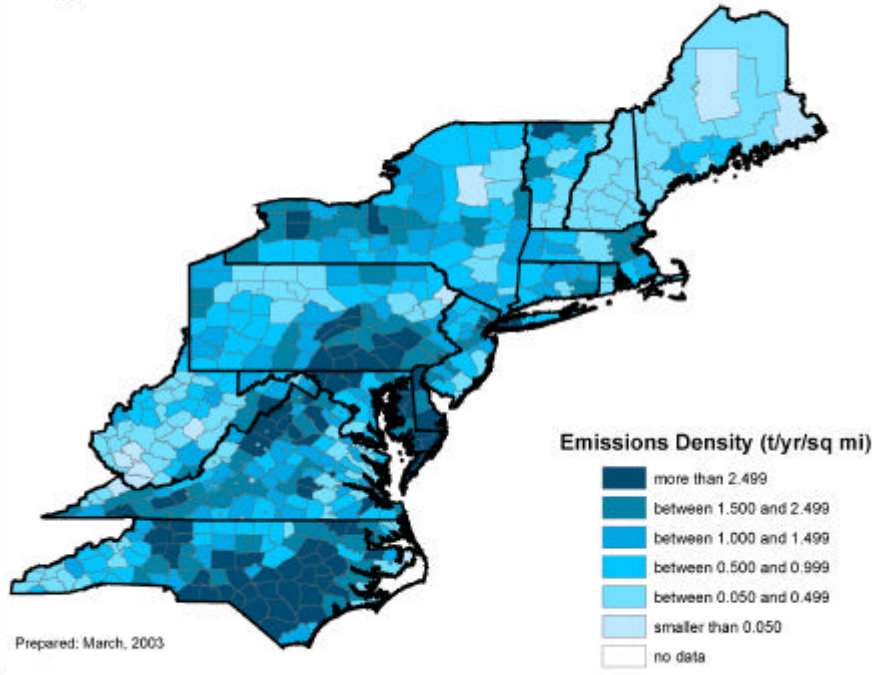 Emissions Density (t/yr/sq mi)
more than 2.499
between 1.500 and 2.499
between 1.000 and 1.499
between 0.500 and 0.999
between 0.050 and 0.499
smaller than 0.050
no data
Prepared: March, 2003